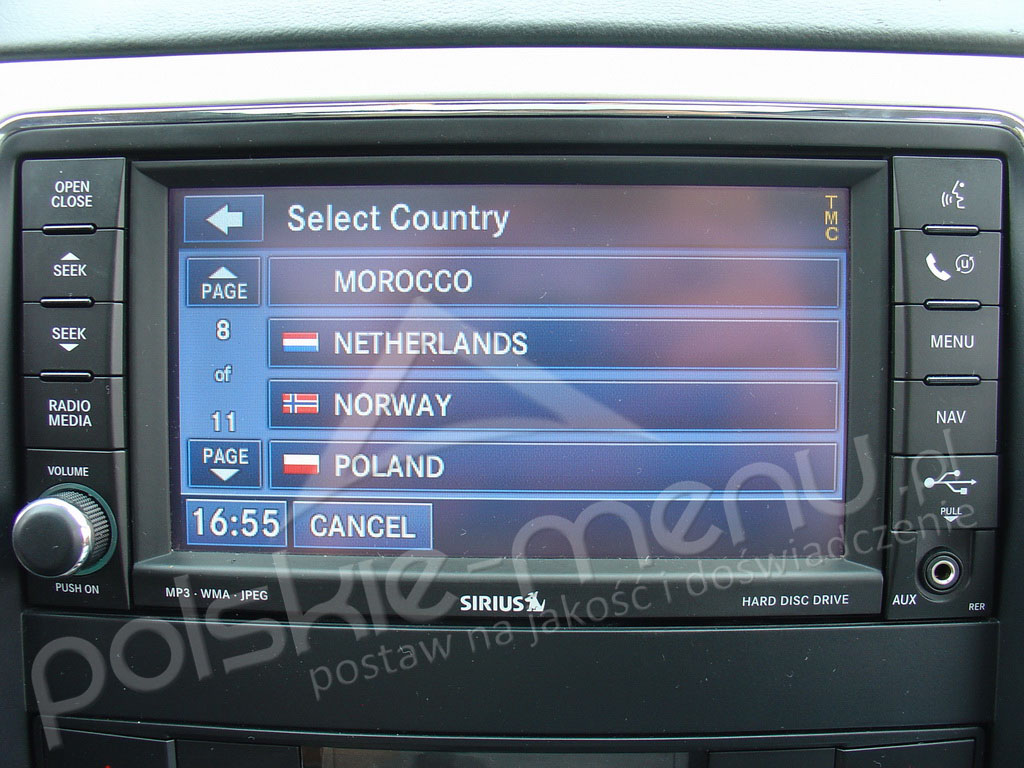 OPEN
CLOSE
SEEK
SEEK
RADIO
MEDIA
VOLUME
PUSH ON
Select Country
TMC
PAGE
8
of
11
PAGE
MOROCCO
NETHERLANDS
NORWAY
POLAND
16:55
CANCEL
MENU
NAV
PULL
AUX
RER
MP3 · WMA · JPEG
SIRIUS
HARD DISC DRIVE
polskie-menu.pl
postaw na jakość i doświadczenie